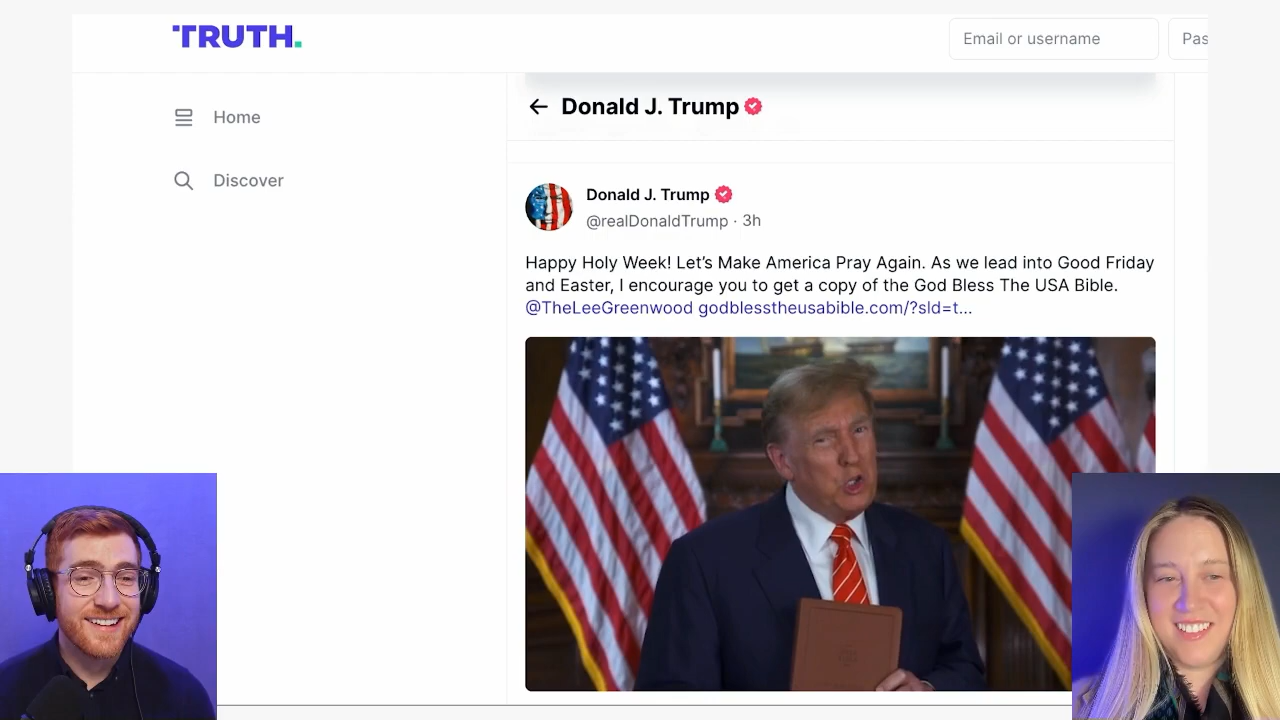 TRUTH.
Email or username
Pas
Home
Discover
Donald J. Trump
Donald J. Trump
@realDonaldTrump · 3h
Happy Holy Week! Let’s Make America Pray Again. As we lead into Good Friday
and Easter, I encourage you to get a copy of the God Bless The USA Bible.
@TheLeeGreenwood godblesstheusabible.com/?sld=t...